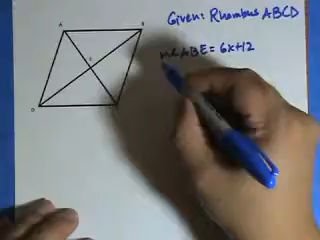 Given: Rhombus ABCD
m∠ABE = 6x+12
A
B
E
D